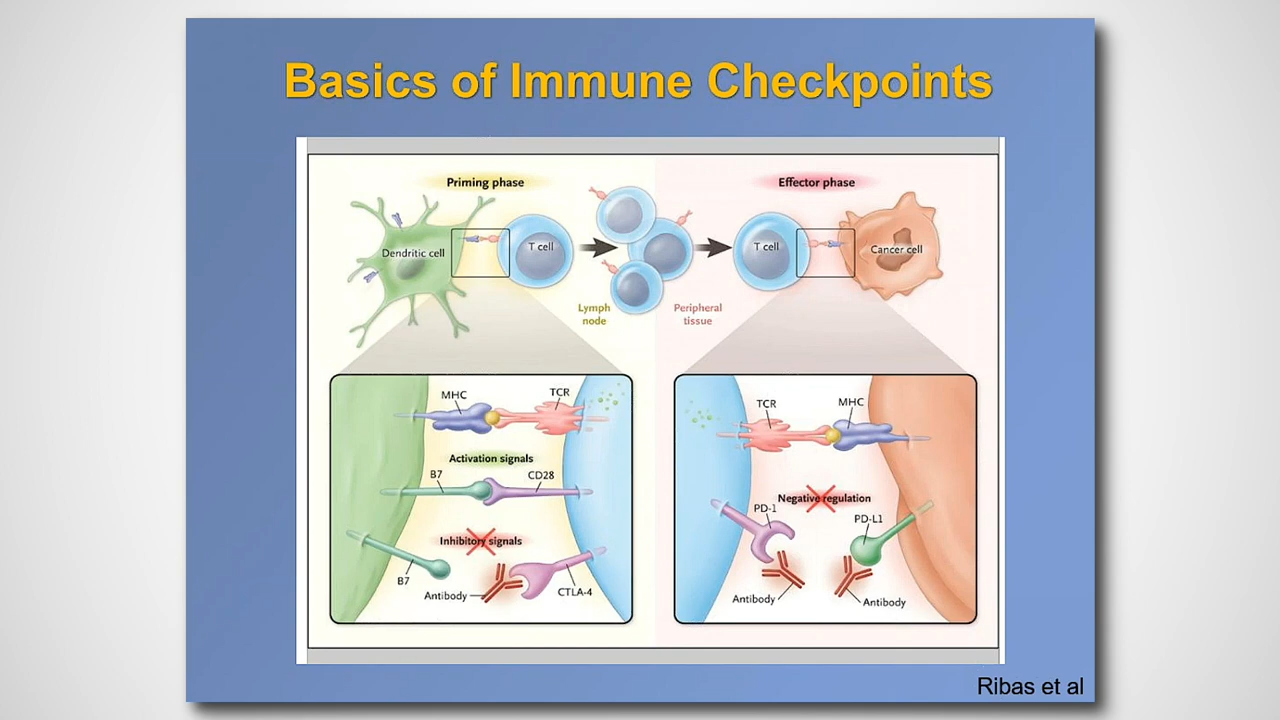 Basics of Immune Checkpoints
Priming phase
Effector phase
Dendritic cell
T cell
T cell
Cancer cell
Lymph
node
Peripheral
tissue
MHC
TCR
Activation signals
B7
CD28
Inhibitory signals
B7
Antibody
CTLA-4
TCR
MHC
Negative regulation
PD-1
PD-L1
Antibody
Antibody
Ribas et al